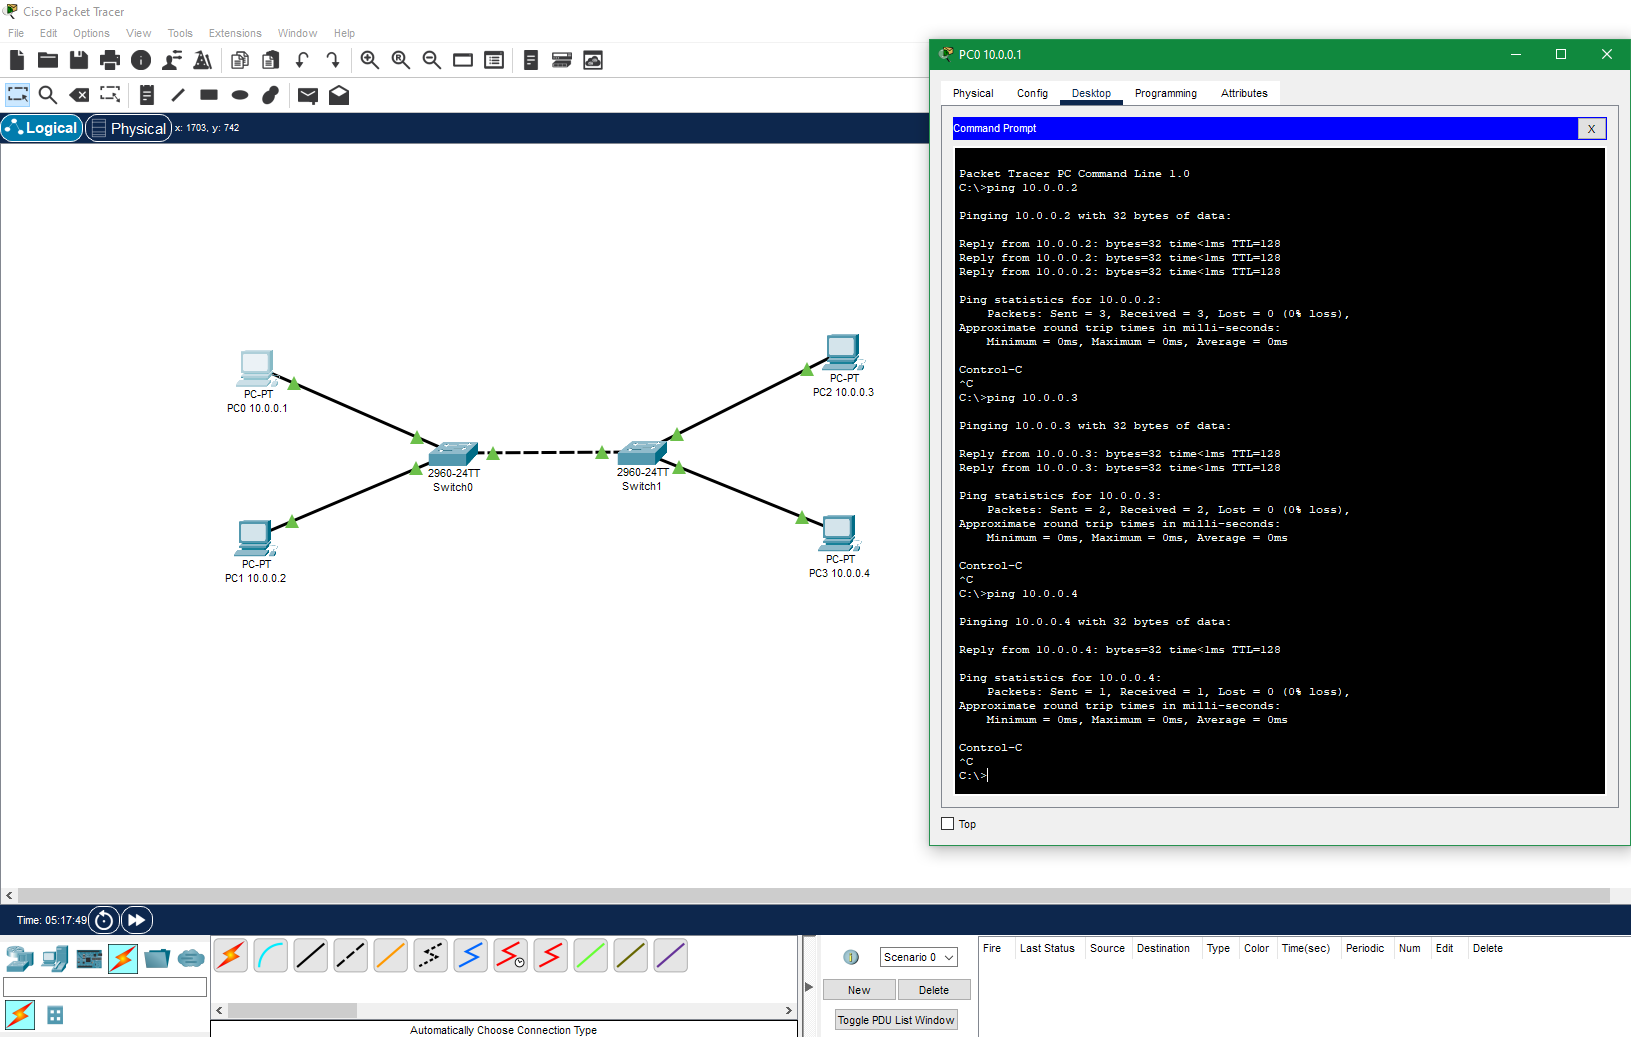 Cisco Packet Tracer
File Edit Options View Tools Extensions Window Help
Logical Physical x: 1703, y: 742
PC-PT
PC0 10.0.0.1
PC-PT
PC1 10.0.0.2
2960-24TT
Switch0
2960-24TT
Switch1
PC-PT
PC2 10.0.0.3
PC-PT
PC3 10.0.0.4
PC0 10.0.0.1
Physical Config Desktop Programming Attributes
Command Prompt X
Packet Tracer PC Command Line 1.0
C:\>ping 10.0.0.2
Pinging 10.0.0.2 with 32 bytes of data:
Reply from 10.0.0.2: bytes=32 time<1ms TTL=128
Reply from 10.0.0.2: bytes=32 time<1ms TTL=128
Reply from 10.0.0.2: bytes=32 time<1ms TTL=128
Ping statistics for 10.0.0.2:
Packets: Sent = 3, Received = 3, Lost = 0 (0% loss),
Approximate round trip times in milli-seconds:
Minimum = 0ms, Maximum = 0ms, Average = 0ms
Control-C
^C
C:\>ping 10.0.0.3
Pinging 10.0.0.3 with 32 bytes of data:
Reply from 10.0.0.3: bytes=32 time<1ms TTL=128
Reply from 10.0.0.3: bytes=32 time<1ms TTL=128
Ping statistics for 10.0.0.3:
Packets: Sent = 2, Received = 2, Lost = 0 (0% loss),
Approximate round trip times in milli-seconds:
Minimum = 0ms, Maximum = 0ms, Average = 0ms
Control-C
^C
C:\>ping 10.0.0.4
Pinging 10.0.0.4 with 32 bytes of data:
Reply from 10.0.0.4: bytes=32 time<1ms TTL=128
Ping statistics for 10.0.0.4:
Packets: Sent = 1, Received = 1, Lost = 0 (0% loss),
Approximate round trip times in milli-seconds:
Minimum = 0ms, Maximum = 0ms, Average = 0ms
Control-C
^C
C:\>
Top
Time: 05:17:49
Automatically Choose Connection Type
Scenario 0
New Delete
Toggle PDU List Window
Fire Last Status Source Destination Type Color Time(sec) Periodic Num Edit Delete